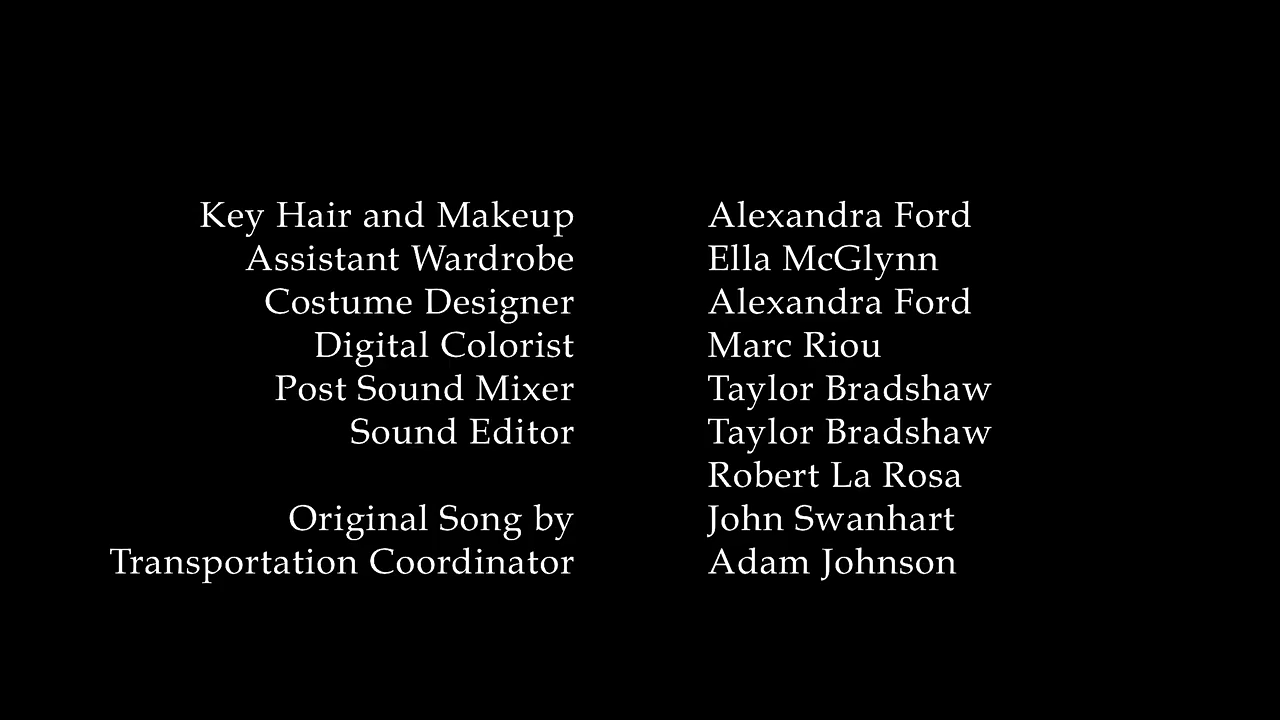 Key Hair and Makeup Alexandra Ford
Assistant Wardrobe Ella McGlynn
Costume Designer Alexandra Ford
Digital Colorist Marc Riou
Post Sound Mixer Taylor Bradshaw
Sound Editor Taylor Bradshaw
Robert La Rosa
Original Song by John Swanhart
Transportation Coordinator Adam Johnson